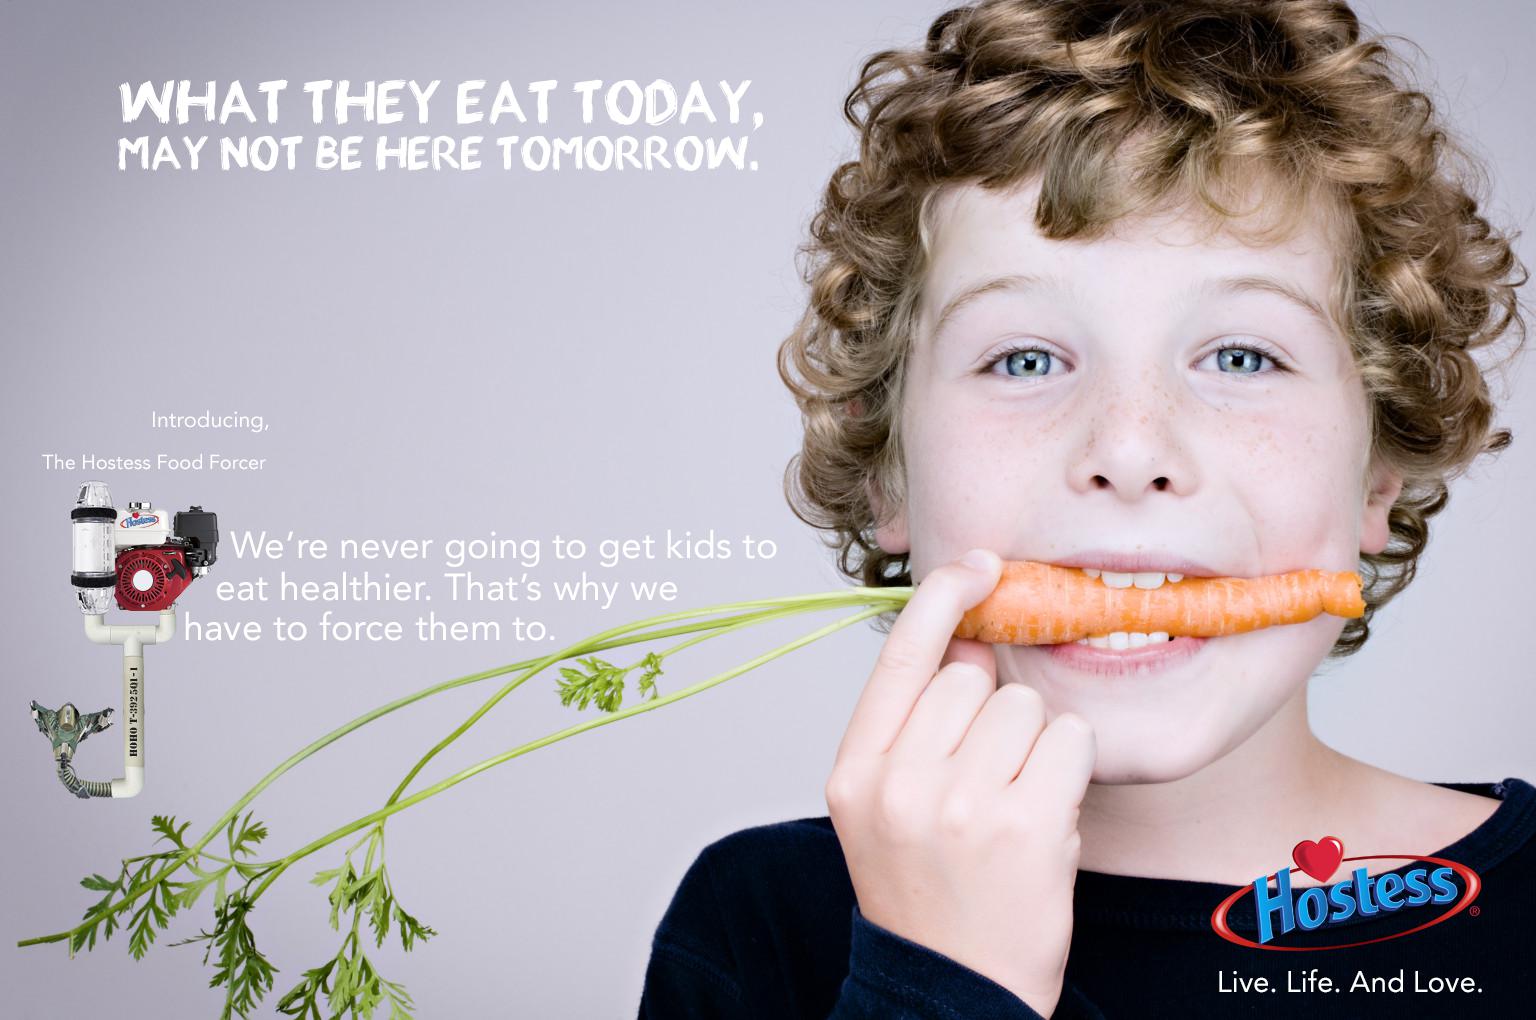 WHAT THEY EAT TODAY,
MAY NOT BE HERE TOMORROW.
Introducing,
The Hostess Food Forcer
Hostess
We're never going to get kids to
eat healthier. That's why we
have to force them to.
HOHO T-392501-1
Hostess®
Live. Life. And Love.